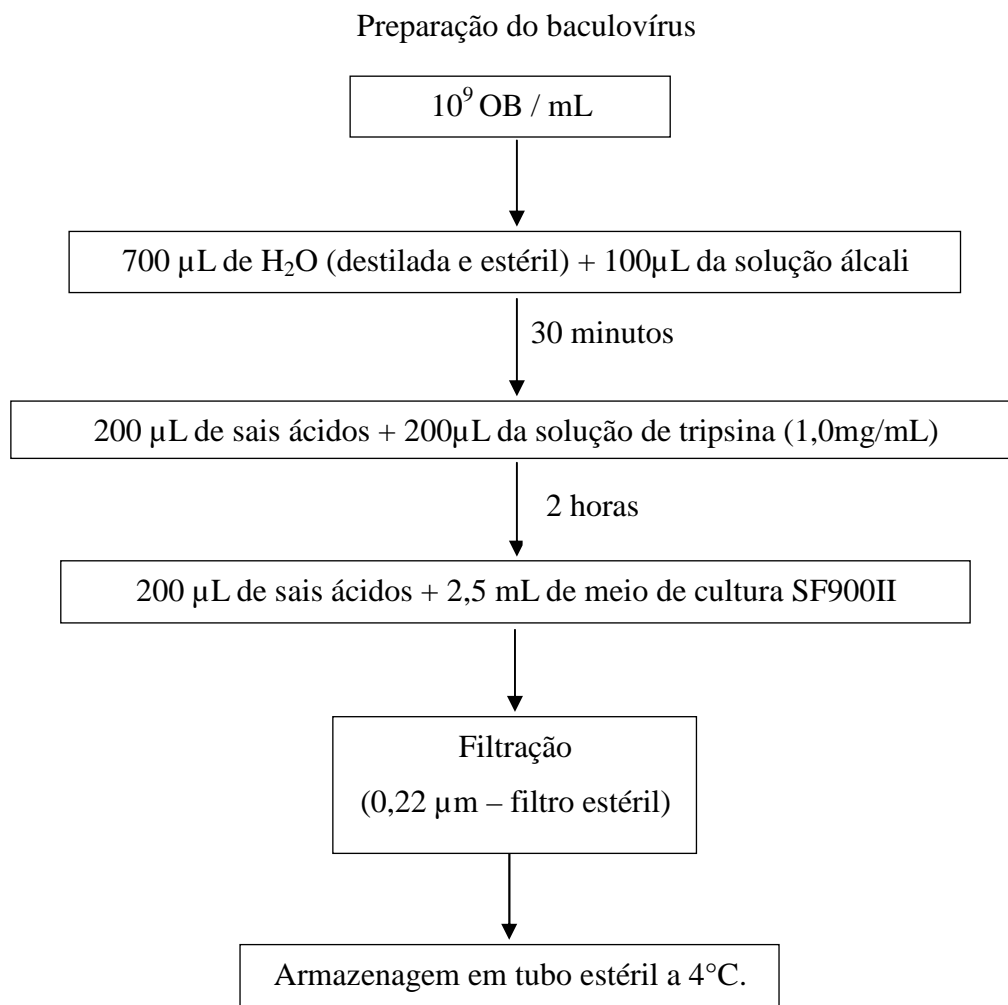 Preparação do baculovírus
10⁹ OB / mL
700 µL de H₂O (destilada e estéril) + 100µL da solução álcali
30 minutos
200 µL de sais ácidos + 200µL da solução de tripsina (1,0mg/mL)
2 horas
200 µL de sais ácidos + 2,5 mL de meio de cultura SF900II
Filtração
(0,22 µm – filtro estéril)
Armazenagem em tubo estéril a 4°C.